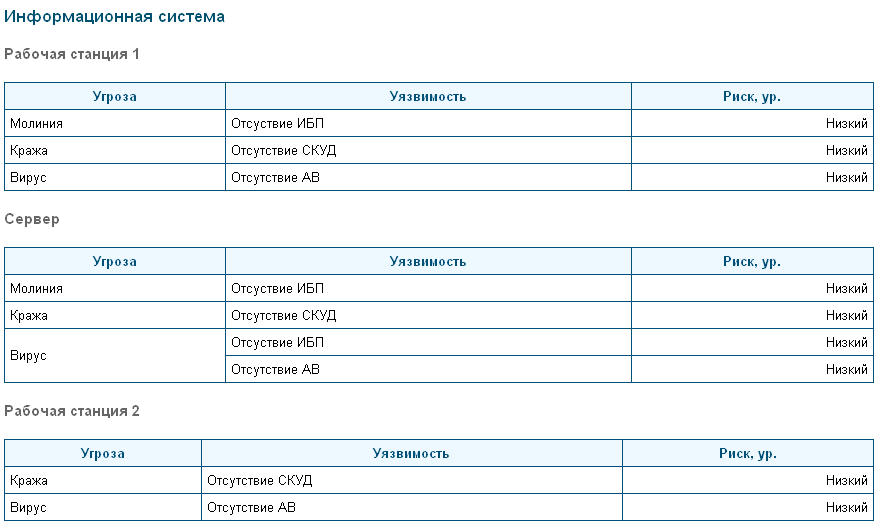 Информационная система
Рабочая станция 1
Угроза Уязвимость Риск, ур.
Молиния Отсуствие ИБП Низкий
Кража Отсутствие СКУД Низкий
Вирус Отсутствие АВ Низкий
Сервер
Угроза Уязвимость Риск, ур.
Молиния Отсуствие ИБП Низкий
Кража Отсутствие СКУД Низкий
Вирус Отсуствие ИБП Низкий
Отсутствие АВ Низкий
Рабочая станция 2
Угроза Уязвимость Риск, ур.
Кража Отсутствие СКУД Низкий
Вирус Отсутствие АВ Низкий